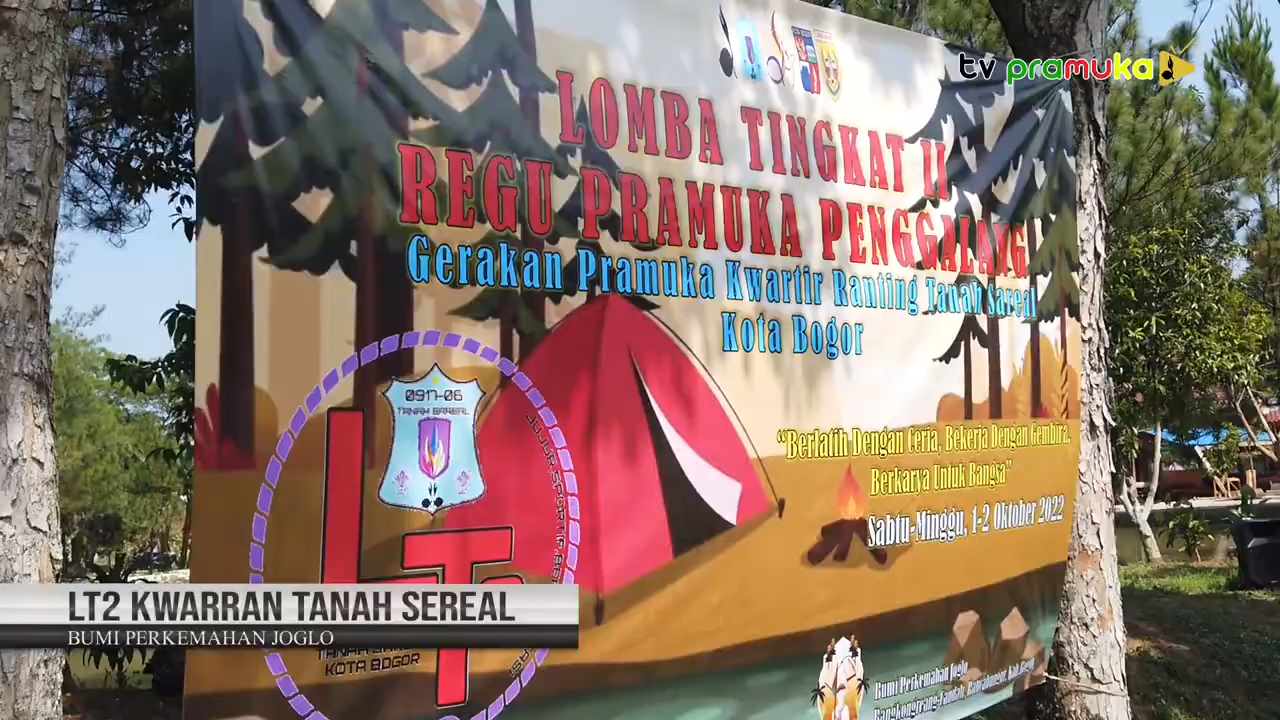 tv pramuka
LOMBA TINGKAT II
REGU PRAMUKA PENGGALANG
Gerakan Pramuka Kwartir Ranting Tanah Sareal
Kota Bogor
0917-06
TANAH SAREAL
JUJUR, SPORTIF,
LT
"Berlatih Dengan Ceria, Bekerja Dengan Gembira,
Berkarya Untuk Bangsa"
Sabtu-Minggu, 1-2 Oktober 2022
LT2 KWARRAN TANAH SEREAL
BUMI PERKEMAHAN JOGLO
KOTA BOGOR
Bumi Perkemahan Joglo